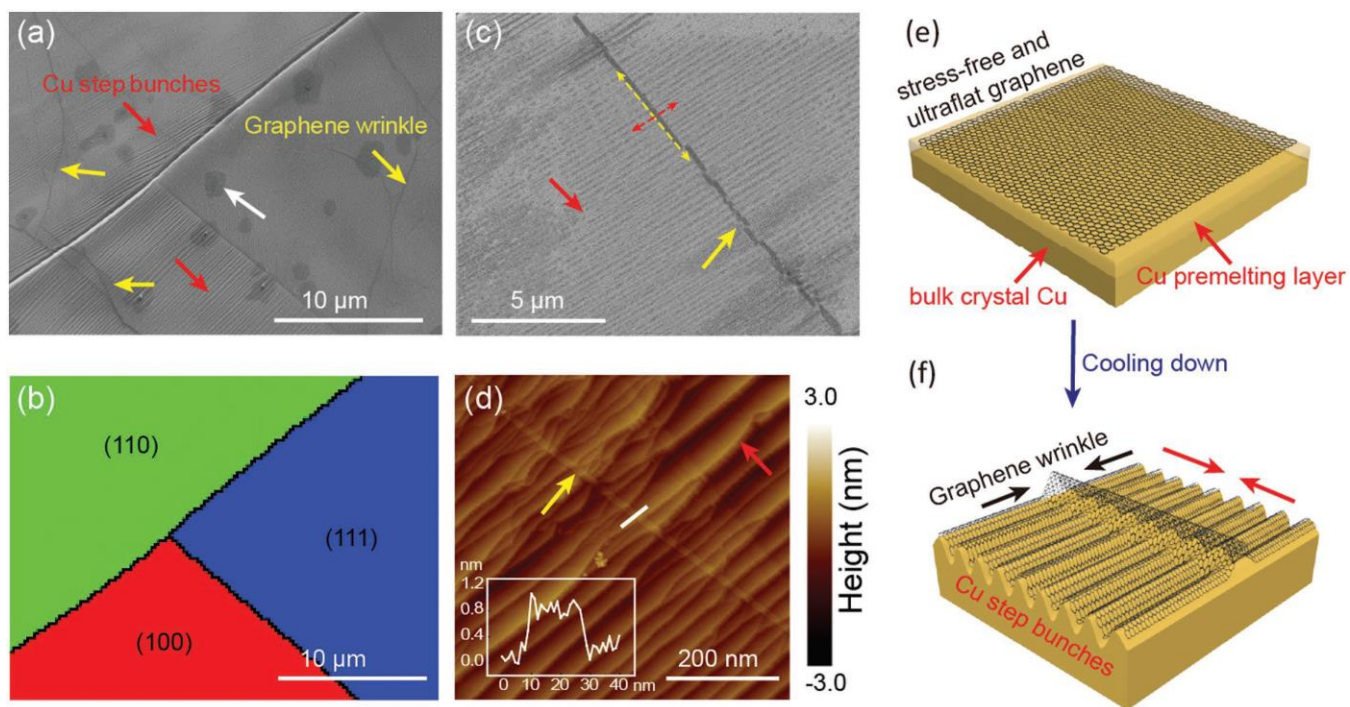 (a)
Cu step bunches
Graphene wrinkle
10 µm
(c)
5 µm
(e)
stress-free and
ultraflat graphene
bulk crystal Cu
Cu premelting layer
Cooling down
(b)
(110)
(111)
(100)
10 µm
(d)
nm
1.2
0.8
0.4
0.0
0 10 20 30 40 nm
200 nm
3.0
Height (nm)
-3.0
(f)
Graphene wrinkle
Cu step bunches